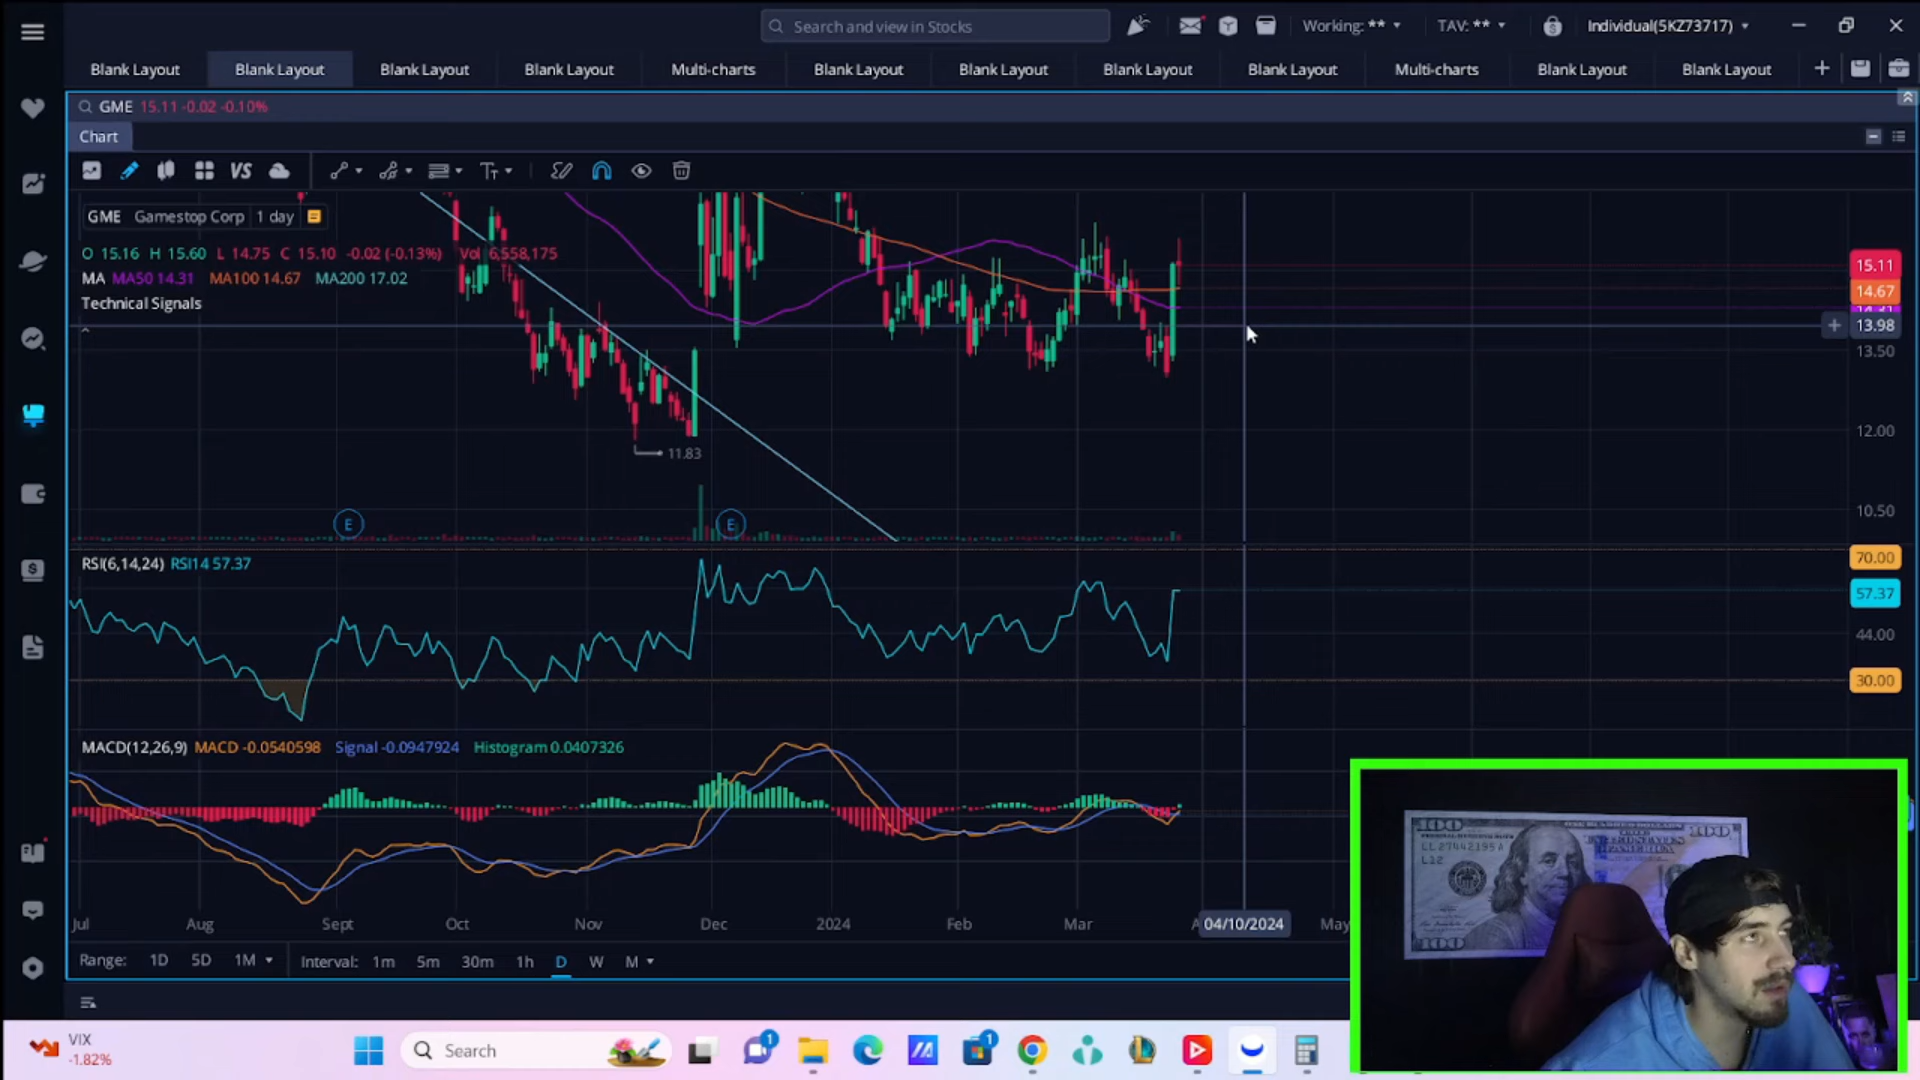 Search and view in Stocks
Working: ** TAV: ** Individual(5KZ73717)
Blank Layout Blank Layout Blank Layout Blank Layout Multi-charts Blank Layout Blank Layout Blank Layout Blank Layout Multi-charts Blank Layout Blank Layout
GME 15.11 -0.02 -0.10%
Chart
VS
GME Gamestop Corp 1 day
O 15.16 H 15.60 L 14.75 C 15.10 -0.02 (-0.13%) Vol 6,558,175
MA MA50 14.31 MA100 14.67 MA200 17.02
Technical Signals
15.11
14.67
14.31
13.98
13.50
12.00
11.83
10.50
E E
RSI(6,14,24) RSI14 57.37
70.00
57.37
44.00
30.00
MACD(12,26,9) MACD -0.0540598 Signal -0.0947924 Histogram 0.0407326
Jul Aug Sept Oct Nov Dec 2024 Feb Mar A 04/10/2024 May
Range: 1D 5D 1M Interval: 1m 5m 30m 1h D W M
100 100
100
VIX
-1.82%
Search
1 1